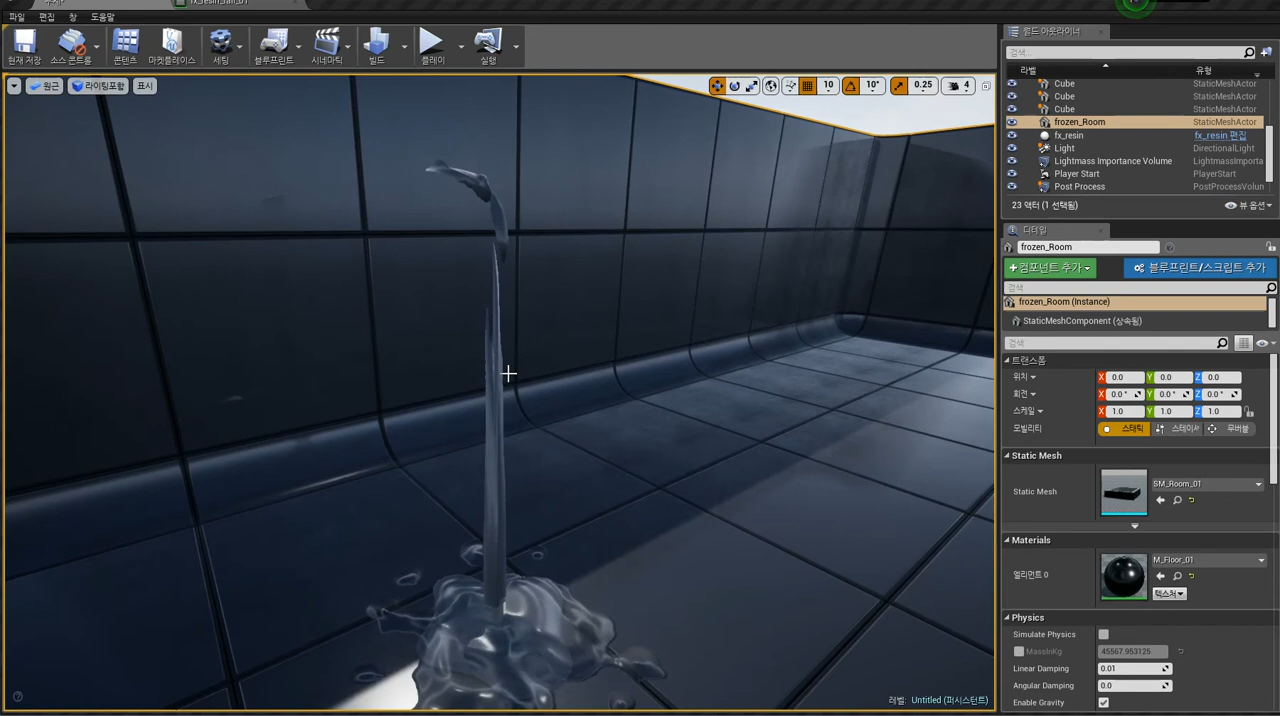 fx_resin_fall_01
파일 편집 창 도움말
현재 저장 소스 콘트롤 콘텐츠 마켓플레이스 세팅 블루프린트 시네마틱 빌드 플레이 실행
원근 라이팅포함 표시 10 10° 0.25 4
레벨: Untitled (퍼시스턴트)
월드 아웃라이너
검색...
라벨 유형
Cube StaticMeshActor
Cube StaticMeshActor
Cube StaticMeshActor
frozen_Room StaticMeshActor
fx_resin fx_resin 편집
Light DirectionalLight
Lightmass Importance Volume LightmassImporta
Player Start PlayerStart
Post Process PostProcessVolun
23 액터 (1 선택됨) 뷰 옵션
디테일
frozen_Room
+컴포넌트 추가 블루프린트/스크립트 추가
검색
frozen_Room (Instance)
StaticMeshComponent (상속됨)
검색
트랜스폼
위치 X 0.0 Y 0.0 Z 0.0
회전 X 0.0 ° Y 0.0 ° Z 0.0 °
스케일 X 1.0 Y 1.0 Z 1.0
모빌리티 스태틱 스테이셔 무버블
Static Mesh
Static Mesh SM_Room_01
Materials
엘리먼트 0 M_Floor_01
텍스처
Physics
Simulate Physics
MassInKg 45567.953125
Linear Damping 0.01
Angular Damping 0.0
Enable Gravity